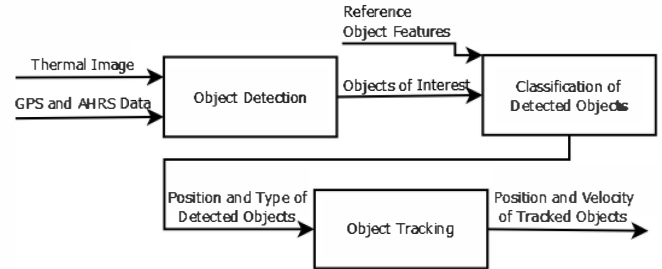 Reference
Object Features
Thermal Image
GPS and AHRS Data
Object Detection
Objects of Interest
Classification of
Detected Objects
Position and Type of
Detected Objects
Object Tracking
Position and Velocity
of Tracked Objects